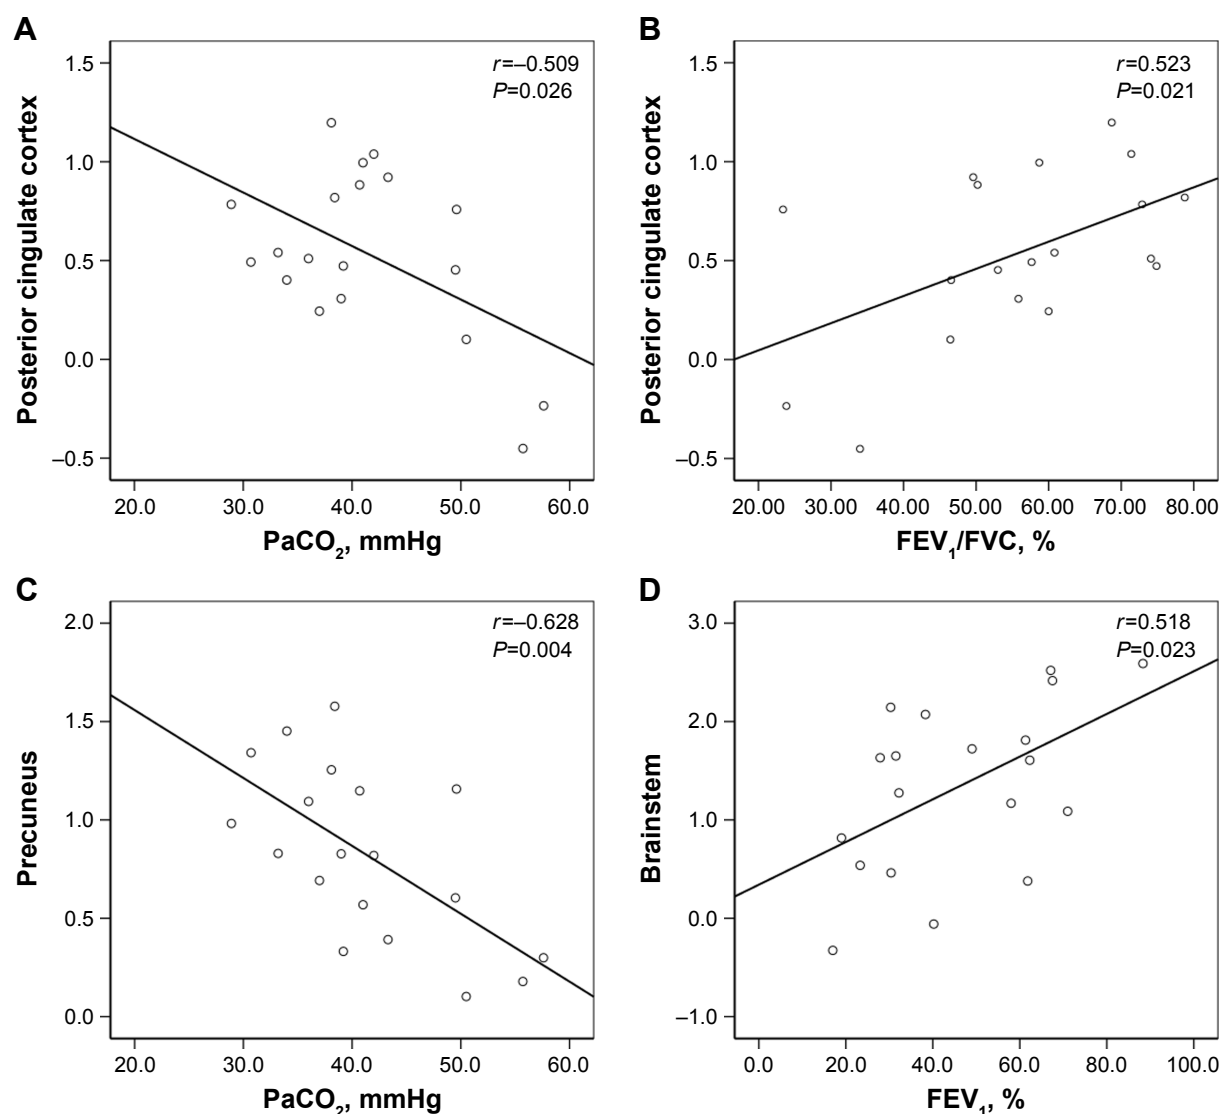 A
r=–0.509
P=0.026
Posterior cingulate cortex
1.5
1.0
0.5
0.0
–0.5
20.0 30.0 40.0 50.0 60.0
PaCO2, mmHg
B
r=0.523
P=0.021
Posterior cingulate cortex
1.5
1.0
0.5
0.0
–0.5
20.00 30.00 40.00 50.00 60.00 70.00 80.00
FEV1/FVC, %
C
r=–0.628
P=0.004
Precuneus
2.0
1.5
1.0
0.5
0.0
20.0 30.0 40.0 50.0 60.0
PaCO2, mmHg
D
r=0.518
P=0.023
Brainstem
3.0
2.0
1.0
0.0
–1.0
0.0 20.0 40.0 60.0 80.0 100.0
FEV1, %